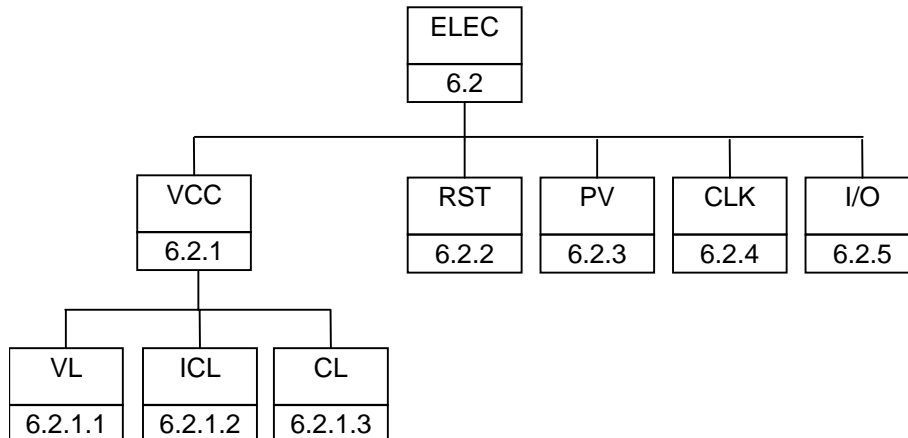 ELEC
6.2
VCC
6.2.1
RST
6.2.2
PV
6.2.3
CLK
6.2.4
I/O
6.2.5
VL
6.2.1.1
ICL
6.2.1.2
CL
6.2.1.3